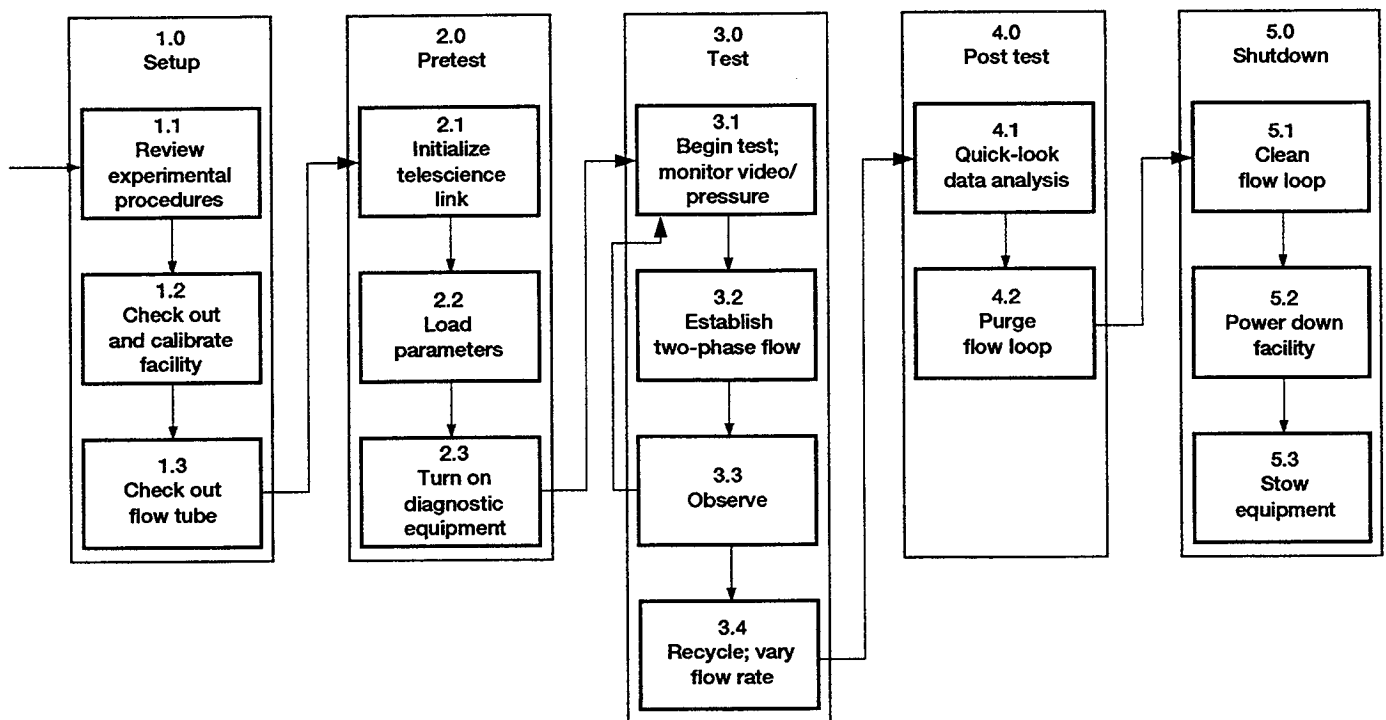 1.0
Setup
1.1
Review
experimental
procedures
1.2
Check out
and calibrate
facility
1.3
Check out
flow tube
2.0
Pretest
2.1
Initialize
telescience
link
2.2
Load
parameters
2.3
Turn on
diagnostic
equipment
3.0
Test
3.1
Begin test;
monitor video/
pressure
3.2
Establish
two-phase flow
3.3
Observe
3.4
Recycle; vary
flow rate
4.0
Post test
4.1
Quick-look
data analysis
4.2
Purge
flow loop
5.0
Shutdown
5.1
Clean
flow loop
5.2
Power down
facility
5.3
Stow
equipment